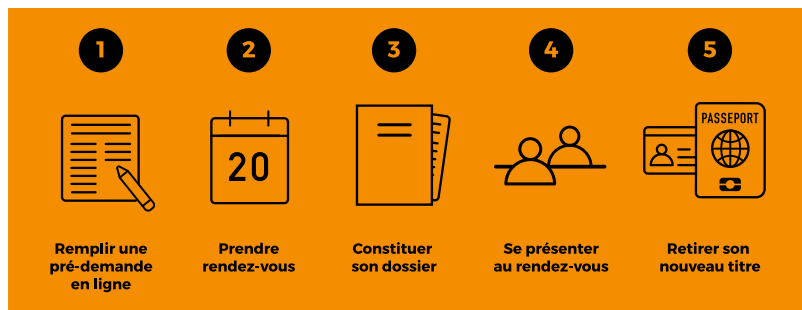 1
2
3
4
5
20
PASSEPORT
Remplir une
pré-demande
en ligne
Prendre
rendez-vous
Constituer
son dossier
Se présenter
au rendez-vous
Retirer son
nouveau titre